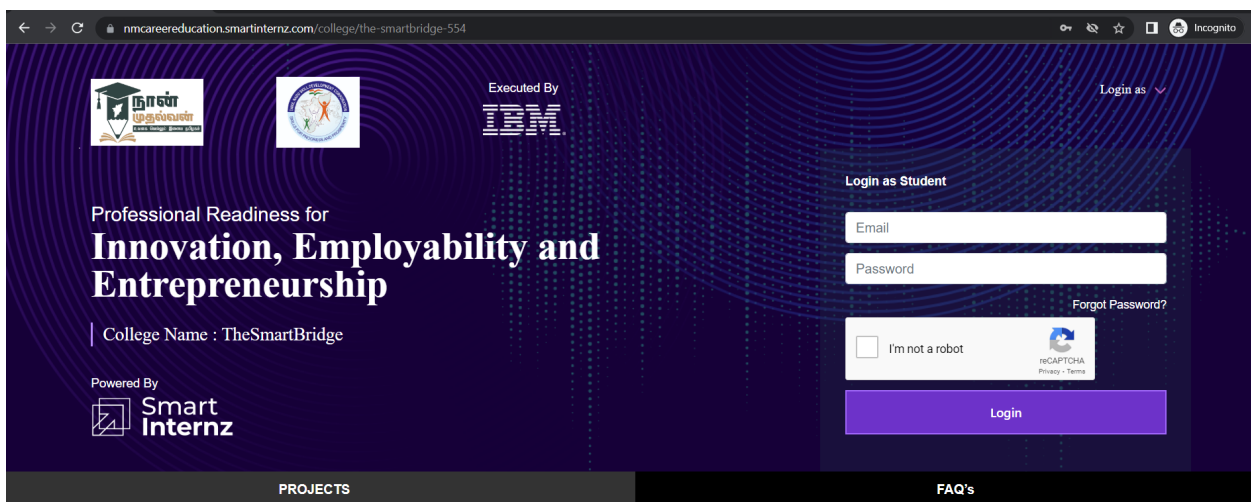 nmcareereducation.smartinternz.com/college/the-smartbridge-554
Incognito
நான்
முதல்வன்
Executed By
IBM
Login as
Login as Student
Email
Password
Forgot Password?
I'm not a robot
reCAPTCHA
Privacy - Terms
Login
Professional Readiness for
Innovation, Employability and
Entrepreneurship
College Name : TheSmartBridge
Powered By
Smart
Internz
PROJECTS
FAQ's